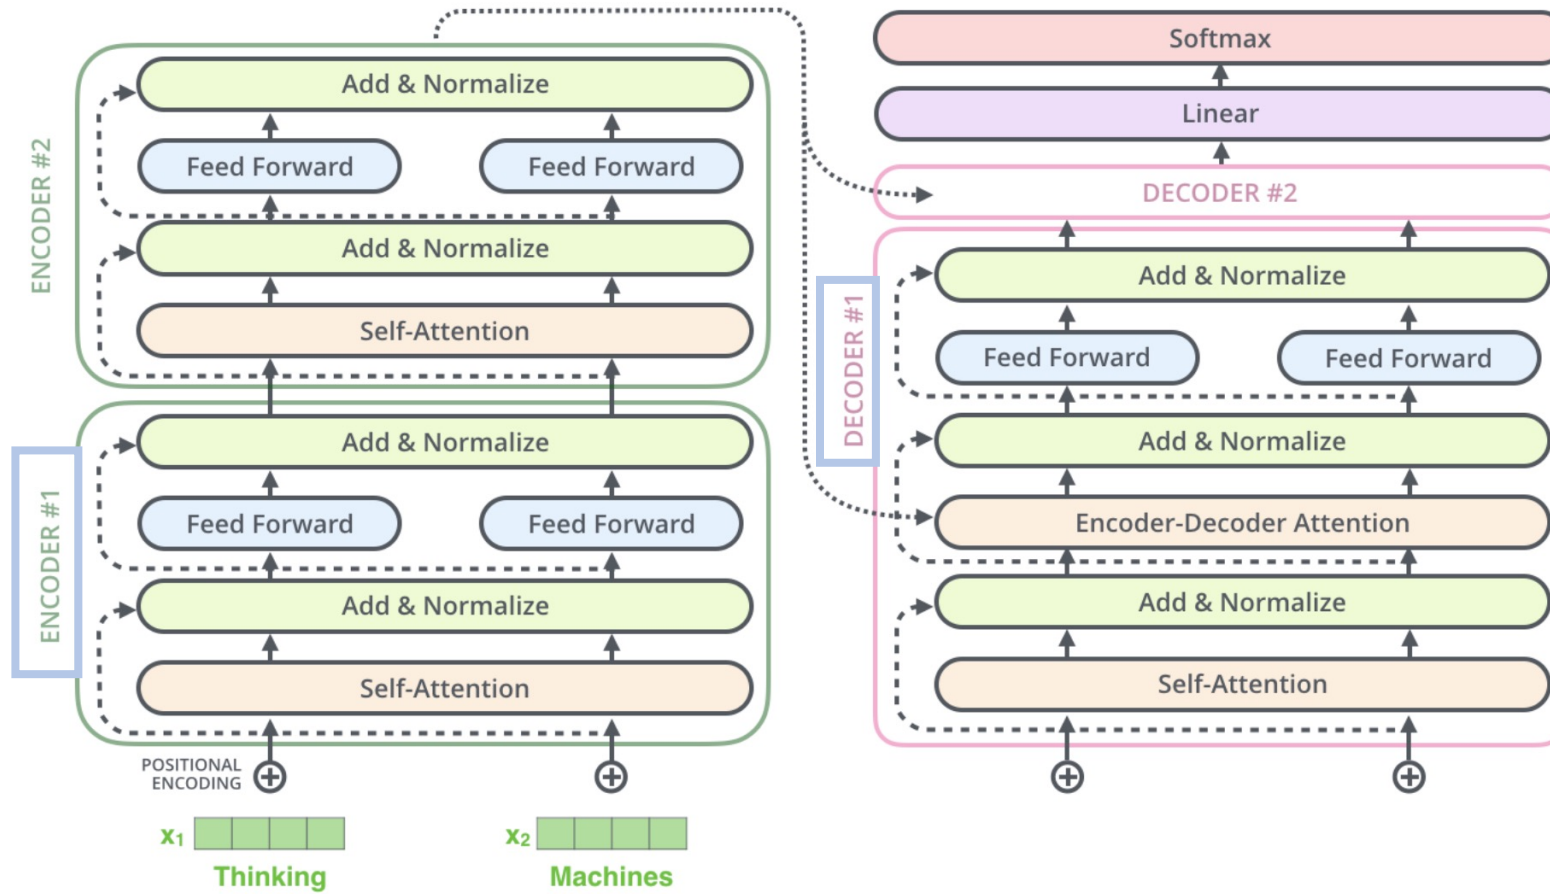 ENCODER #2
Add & Normalize
Feed Forward Feed Forward
Add & Normalize
Self-Attention
ENCODER #1
Add & Normalize
Feed Forward Feed Forward
Add & Normalize
Self-Attention
POSITIONAL
ENCODING
x₁ x₂
Thinking Machines
Softmax
Linear
DECODER #2
DECODER #1
Add & Normalize
Feed Forward Feed Forward
Add & Normalize
Encoder-Decoder Attention
Add & Normalize
Self-Attention